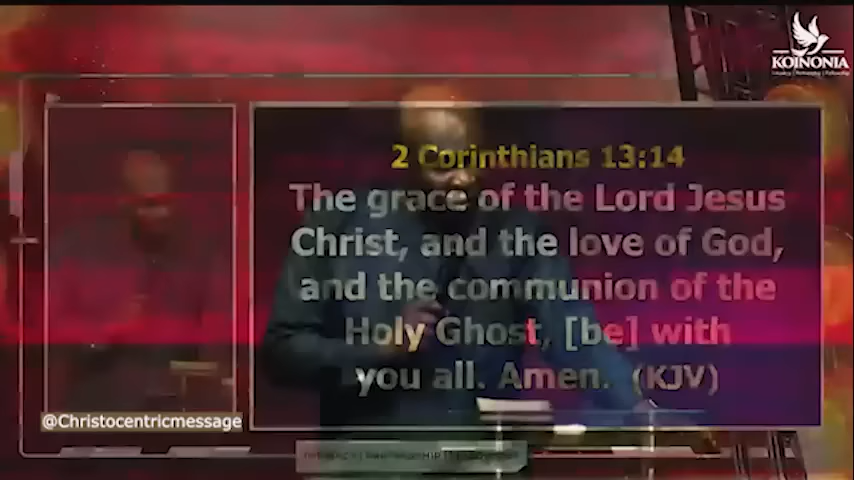 KOINONIA
2 Corinthians 13:14
The grace of the Lord Jesus
Christ, and the love of God,
and the communion of the
Holy Ghost, [be] with
you all. Amen. (KJV)
@Christocentricmessage